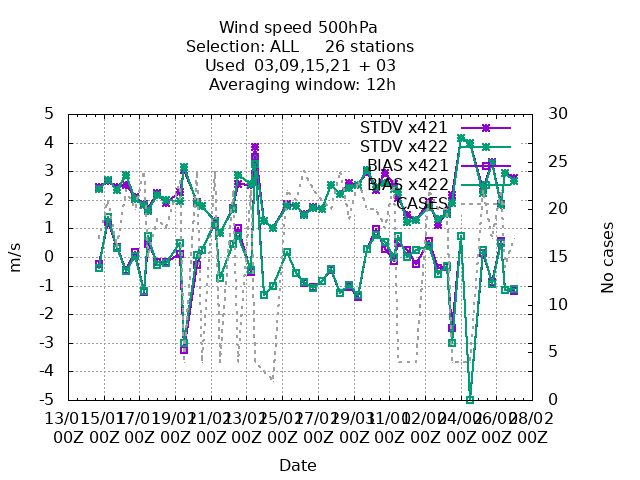 Wind speed 500hPa
Selection: ALL 26 stations
Used 03,09,15,21 + 03
Averaging window: 12h
5 30
4 25
3
2 20
1 15
0
-1 10
-2
-3 5
-4
-5 0
STDV x421
STDV x422
BIAS x421
BIAS x422
CASES
m/s
No cases
13/01 15/01 17/01 19/01 21/01 23/01 25/01 27/01 29/01 31/01 02/02 24/02 26/02 28/02
00Z 00Z 00Z 00Z 00Z 00Z 00Z 00Z 00Z 00Z 00Z 00Z 00Z 00Z
Date